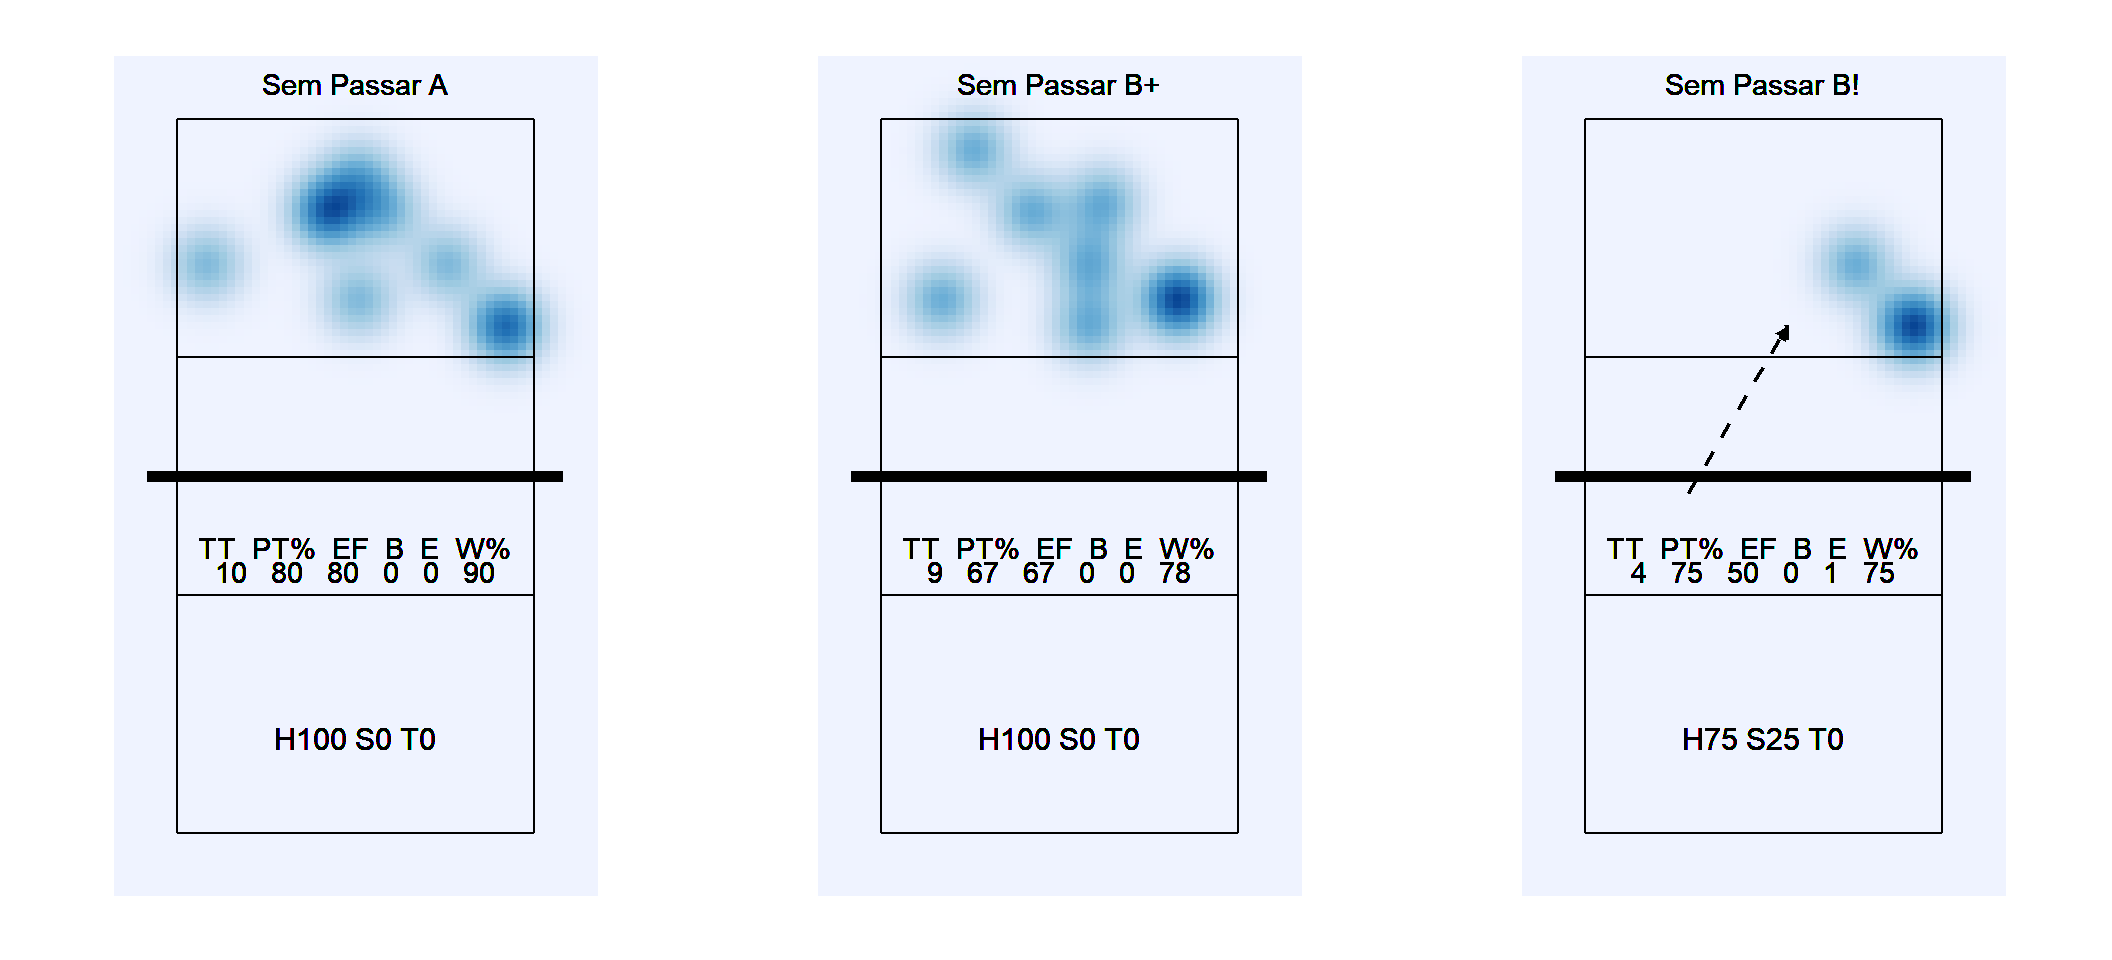 Sem Passar A
TT PT% EF B E W%
10 80 80 0 0 90
H100 S0 T0
Sem Passar B+
TT PT% EF B E W%
9 67 67 0 0 78
H100 S0 T0
Sem Passar B!
TT PT% EF B E W%
4 75 50 0 1 75
H75 S25 T0